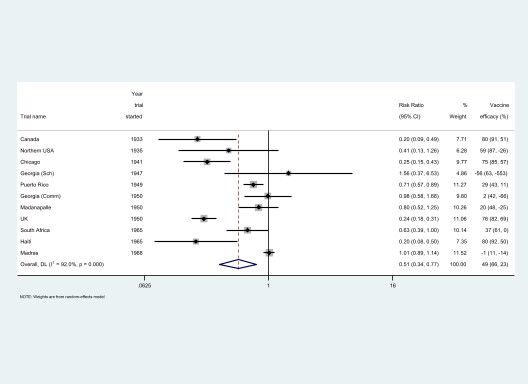 Year
trial
Risk Ratio % Vaccine
Trial name started (95% CI) Weight efficacy (%)
Canada 1933 0.20 (0.09, 0.49) 7.71 80 (91, 51)
Northern USA 1935 0.41 (0.13, 1.26) 6.28 59 (87, -26)
Chicago 1941 0.25 (0.15, 0.43) 9.77 75 (85, 57)
Georgia (Sch) 1947 1.56 (0.37, 6.53) 4.86 -56 (63, -553)
Puerto Rico 1949 0.71 (0.57, 0.89) 11.27 29 (43, 11)
Georgia (Comm) 1950 0.98 (0.58, 1.66) 9.80 2 (42, -66)
Madanapalle 1950 0.80 (0.52, 1.25) 10.26 20 (48, -25)
UK 1950 0.24 (0.18, 0.31) 11.06 76 (82, 69)
South Africa 1965 0.63 (0.39, 1.00) 10.14 37 (61, 0)
Haiti 1965 0.20 (0.08, 0.50) 7.35 80 (92, 50)
Madras 1968 1.01 (0.89, 1.14) 11.52 -1 (11, -14)
Overall, DL (I² = 92.0%, p = 0.000) 0.51 (0.34, 0.77) 100.00 49 (66, 23)
.0625 1 16
NOTE: Weights are from random-effects model